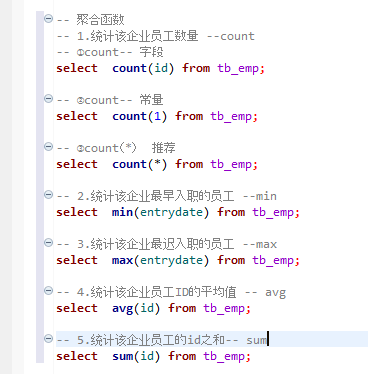 -- 聚合函数
-- 1.统计该企业员工数量 --count
-- ①count-- 字段
select  count(id) from tb_emp;
-- ②count-- 常量
select  count(1) from tb_emp;
-- ③count(*)  推荐
select  count(*) from tb_emp;
-- 2.统计该企业最早入职的员工 --min
select  min(entrydate) from tb_emp;
-- 3.统计该企业最迟入职的员工 --max
select  max(entrydate) from tb_emp;
-- 4.统计该企业员工ID的平均值 -- avg
select  avg(id) from tb_emp;
-- 5.统计该企业员工的id之和-- sum
select  sum(id) from tb_emp;